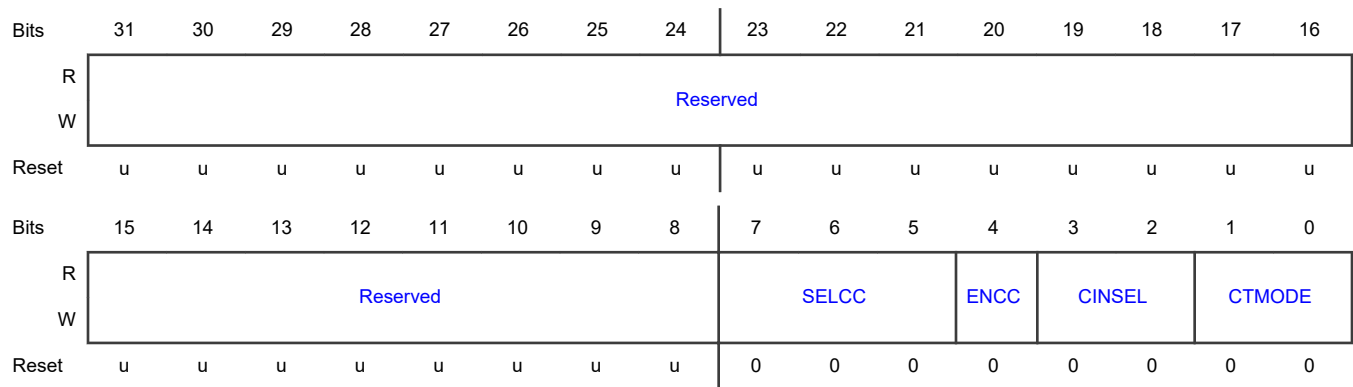 Bits 31 30 29 28 27 26 25 24 23 22 21 20 19 18 17 16
R
Reserved
W
Reset u u u u u u u u u u u u u u u u
Bits 15 14 13 12 11 10 9 8 7 6 5 4 3 2 1 0
R
Reserved SELCC ENCC CINSEL CTMODE
W
Reset u u u u u u u u 0 0 0 0 0 0 0 0